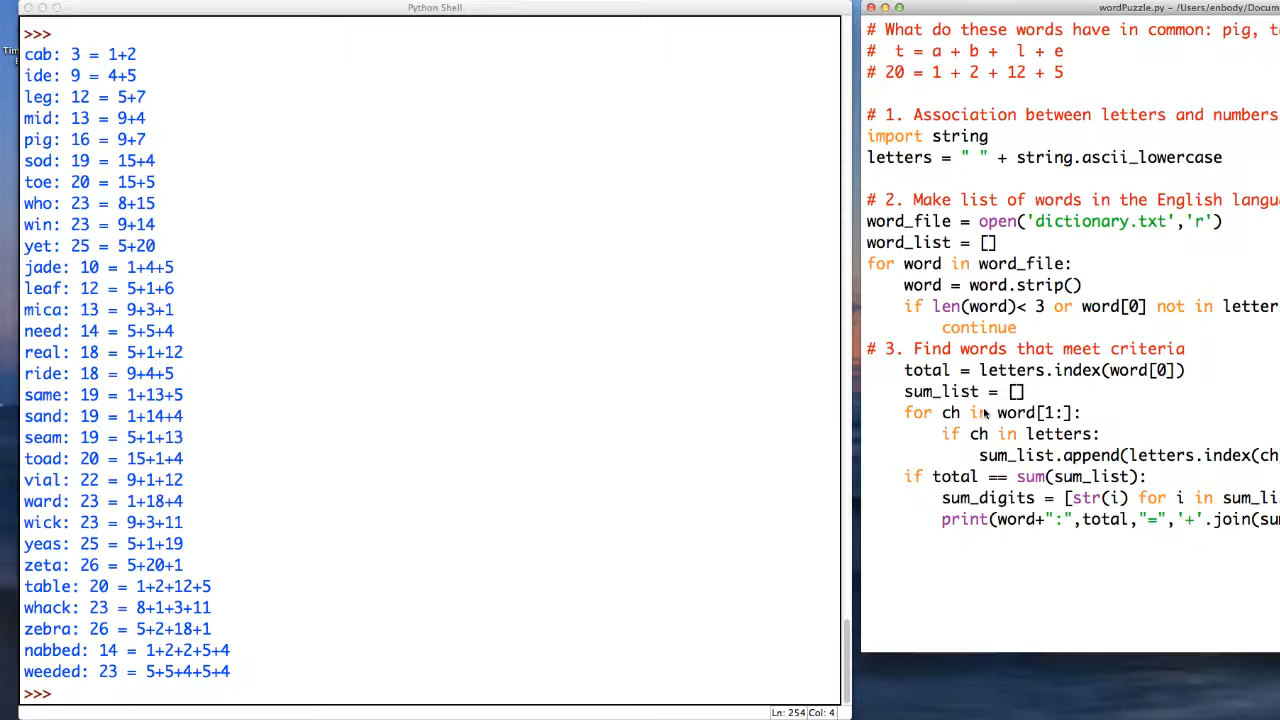 Python Shell
>>>
cab: 3 = 1+2
ide: 9 = 4+5
leg: 12 = 5+7
mid: 13 = 9+4
pig: 16 = 9+7
sod: 19 = 15+4
toe: 20 = 15+5
who: 23 = 8+15
win: 23 = 9+14
yet: 25 = 5+20
jade: 10 = 1+4+5
leaf: 12 = 5+1+6
mica: 13 = 9+3+1
need: 14 = 5+5+4
real: 18 = 5+1+12
ride: 18 = 9+4+5
same: 19 = 1+13+5
sand: 19 = 1+14+4
seam: 19 = 5+1+13
toad: 20 = 15+1+4
vial: 22 = 9+1+12
ward: 23 = 1+18+4
wick: 23 = 9+3+11
yeas: 25 = 5+1+19
zeta: 26 = 5+20+1
table: 20 = 1+2+12+5
whack: 23 = 8+1+3+11
zebra: 26 = 5+2+18+1
nabbed: 14 = 1+2+2+5+4
weeded: 23 = 5+5+4+5+4
>>>
Ln: 254 Col: 4
wordPuzzle.py - /Users/enbody/Docum
# What do these words have in common: pig, t
#  t = a + b +  l + e
# 20 = 1 + 2 + 12 + 5
# 1. Association between letters and numbers
import string
letters = " " + string.ascii_lowercase
# 2. Make list of words in the English langu
word_file = open('dictionary.txt','r')
word_list = []
for word in word_file:
    word = word.strip()
    if len(word)< 3 or word[0] not in letter
        continue
# 3. Find words that meet criteria
    total = letters.index(word[0])
    sum_list = []
    for ch in word[1:]:
        if ch in letters:
            sum_list.append(letters.index(ch
    if total == sum(sum_list):
        sum_digits = [str(i) for i in sum_li
        print(word+":",total,"=",'+'.join(su